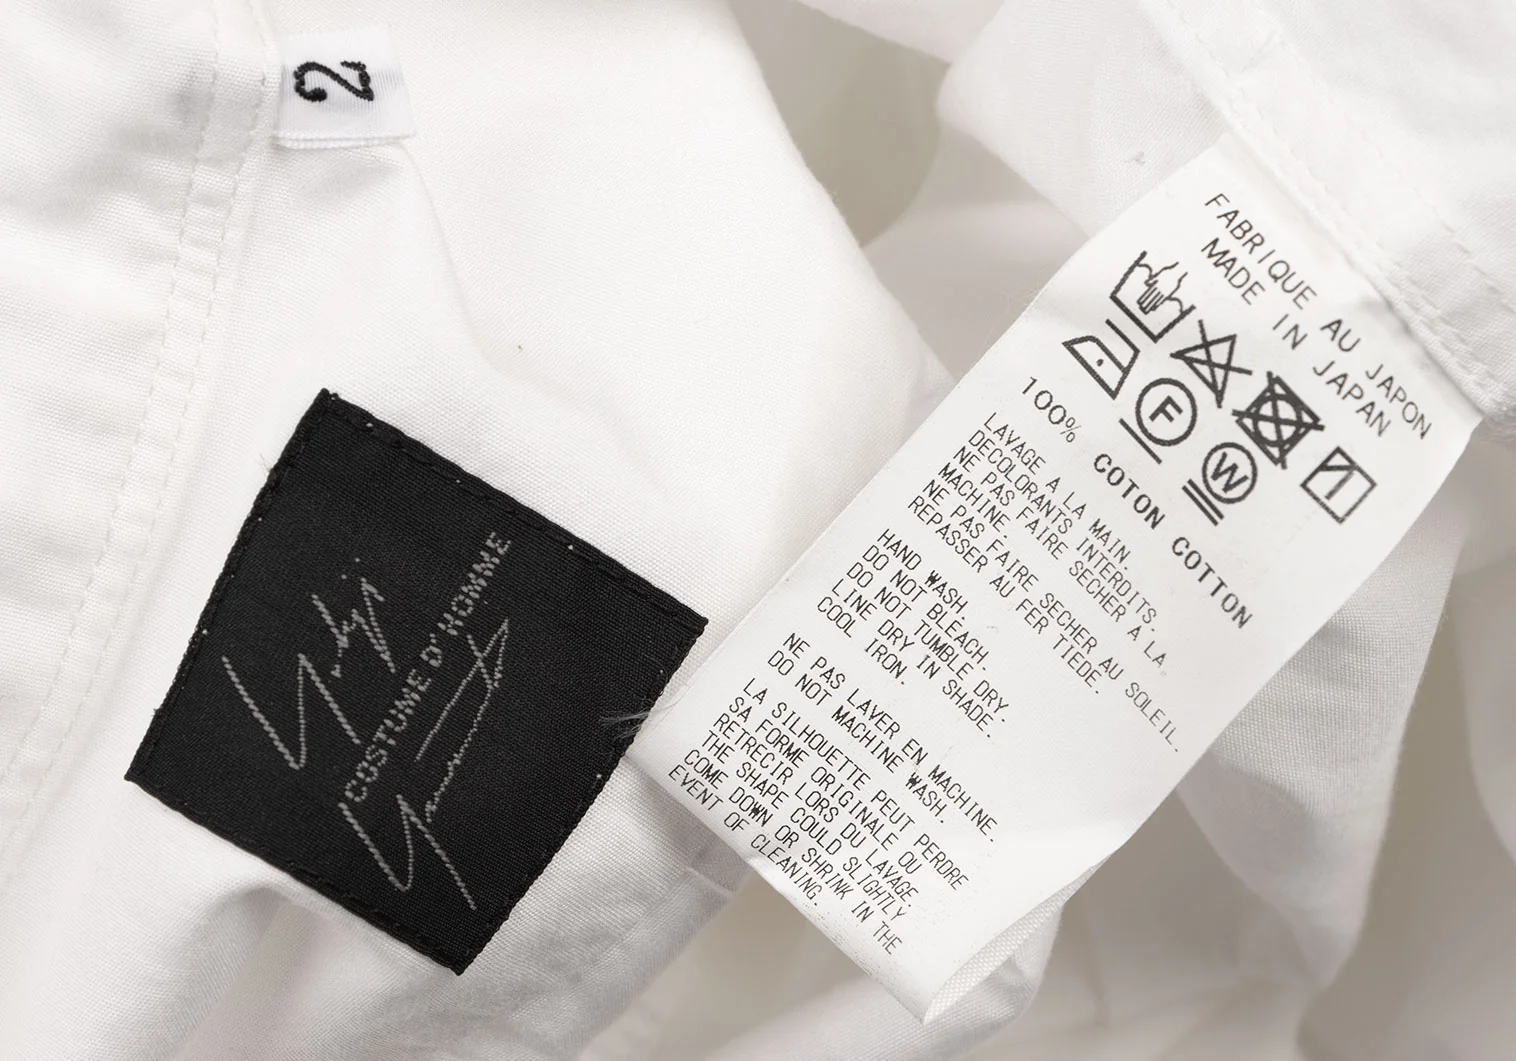 2
Yohji
COSTUME D'HOMME
Yamamoto
FABRIQUE AU JAPON
MADE IN JAPAN
F
W
100% COTON COTTON
LAVAGE A LA MAIN.
DECOLORANTS INTERDITS.
NE PAS FAIRE SECHER A LA
MACHINE.
NE PAS FAIRE SECHER AU SOLEIL.
REPASSER AU FER TIEDE.
HAND WASH.
DO NOT BLEACH.
DO NOT TUMBLE DRY.
LINE DRY IN SHADE.
COOL IRON.
NE PAS LAVER EN MACHINE.
DO NOT MACHINE WASH.
LA SILHOUETTE PEUT PERDRE
SA FORME ORIGINALE OU
RETRECIR LORS DU LAVAGE.
THE SHAPE COULD SLIGHTLY
COME DOWN OR SHRINK IN THE
EVENT OF CLEANING.